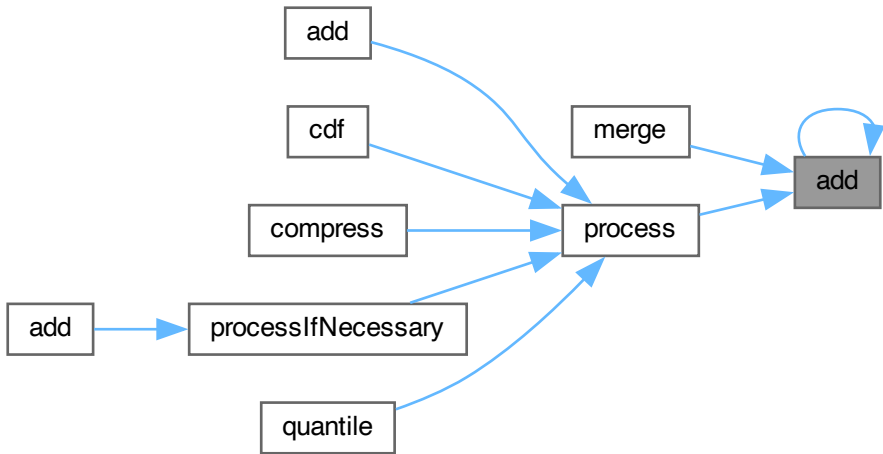 add
cdf
merge
add
compress
process
add
processIfNecessary
quantile